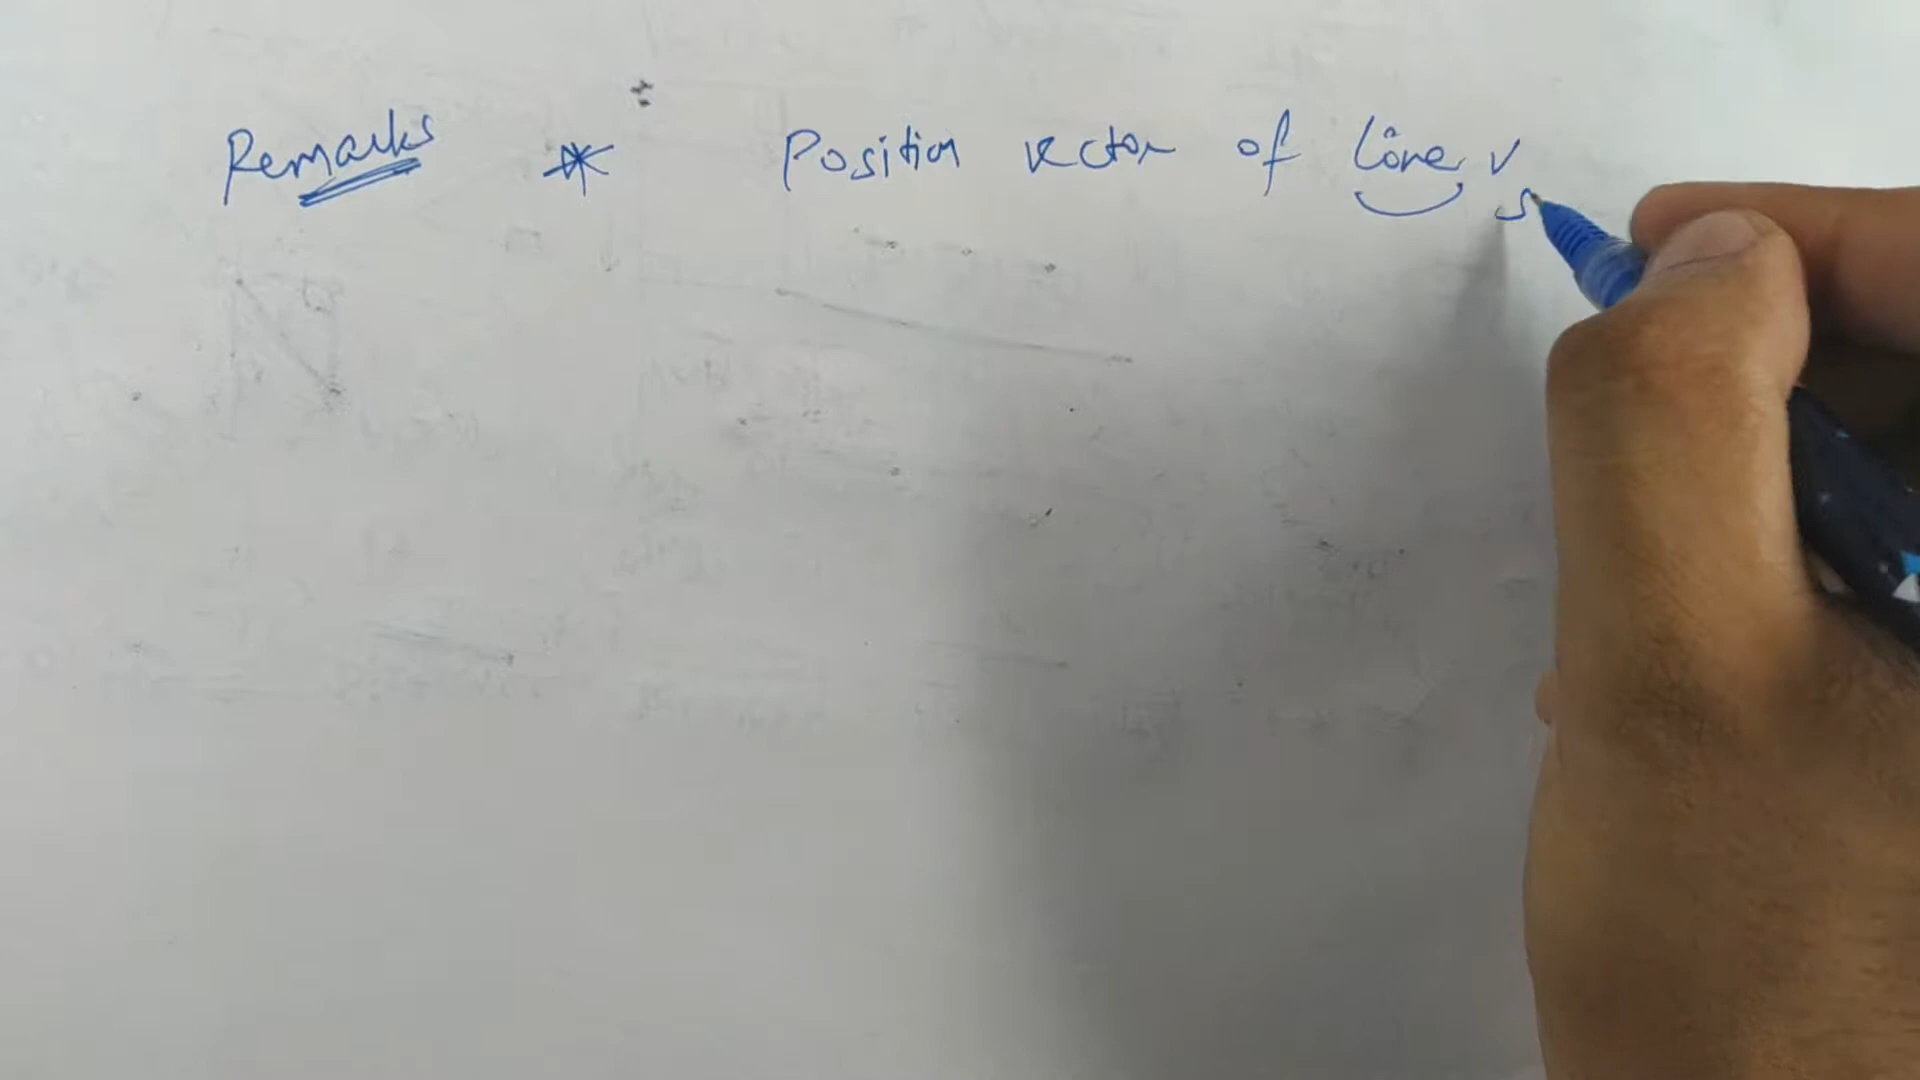 Remarks * Position vector of Line v
s